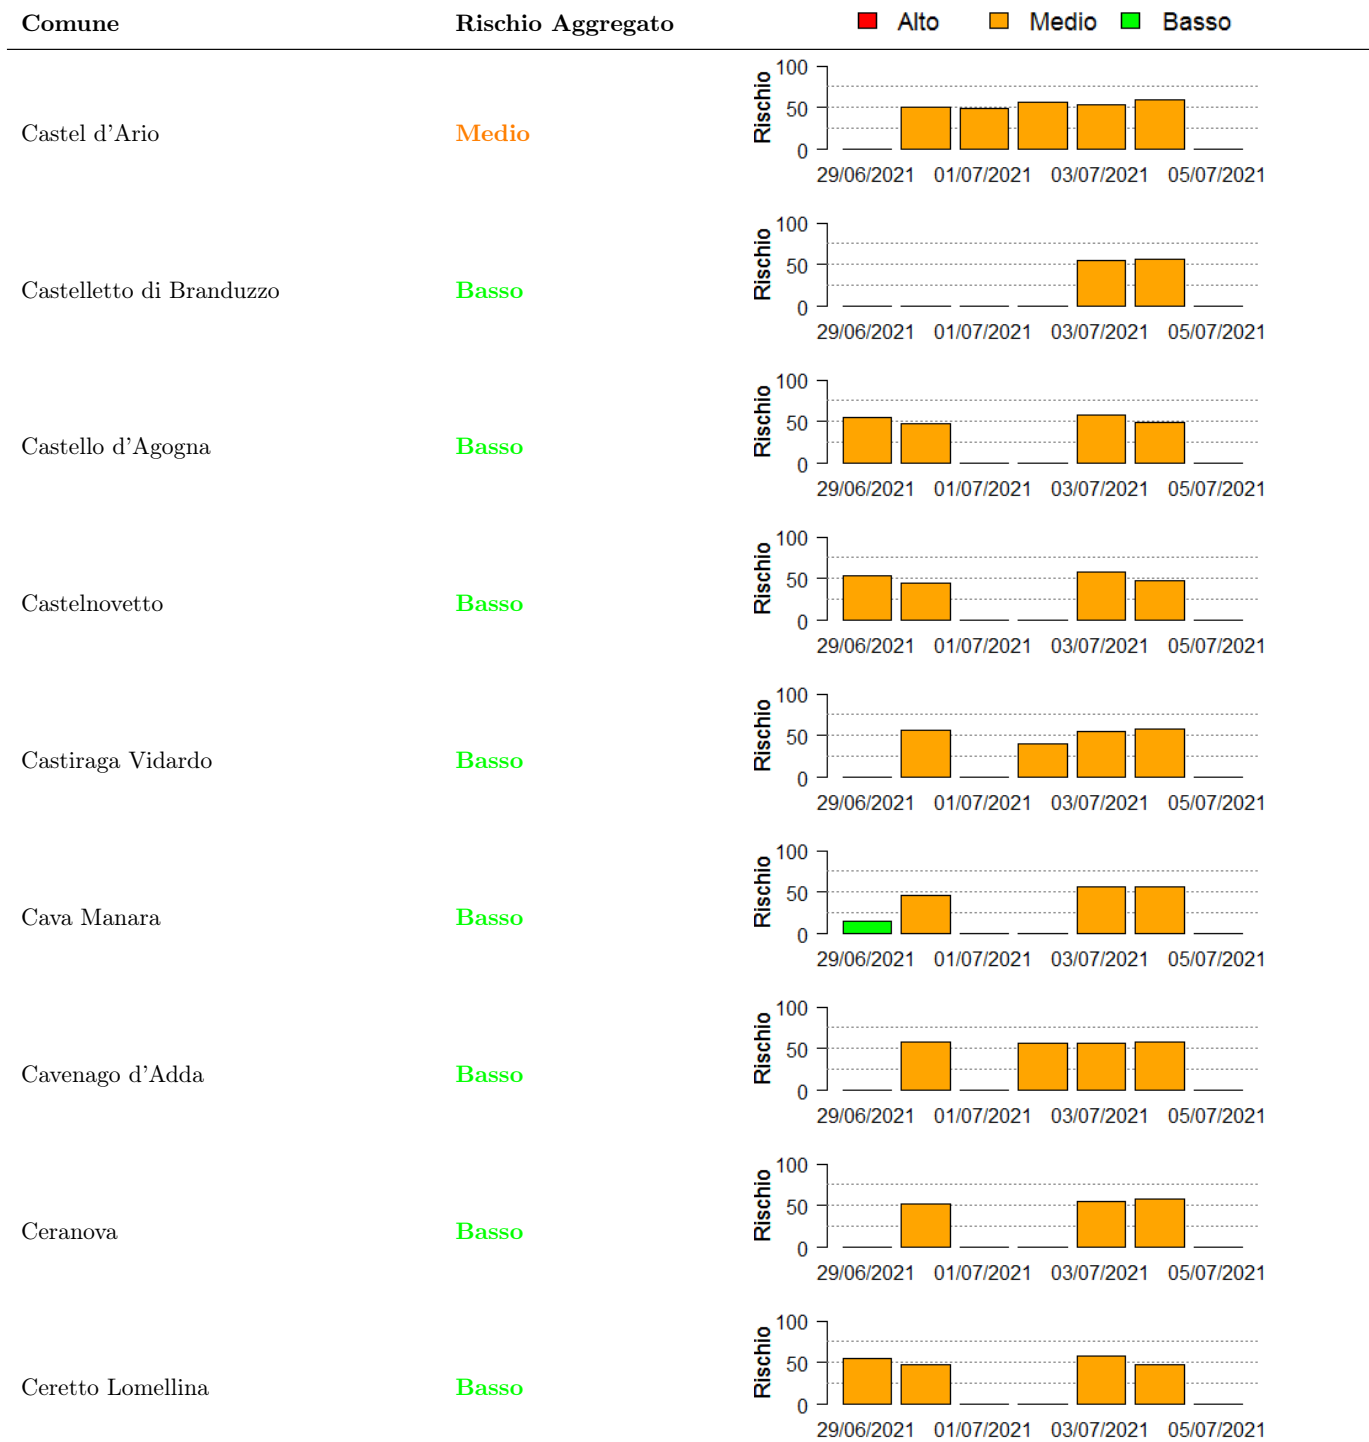 Comune Rischio Aggregato Alto Medio Basso
Castel d'Ario Medio
Rischio
100
50
0
29/06/2021 01/07/2021 03/07/2021 05/07/2021
Castelletto di Branduzzo Basso
Rischio
100
50
0
29/06/2021 01/07/2021 03/07/2021 05/07/2021
Castello d'Agogna Basso
Rischio
100
50
0
29/06/2021 01/07/2021 03/07/2021 05/07/2021
Castelnovetto Basso
Rischio
100
50
0
29/06/2021 01/07/2021 03/07/2021 05/07/2021
Castiraga Vidardo Basso
Rischio
100
50
0
29/06/2021 01/07/2021 03/07/2021 05/07/2021
Cava Manara Basso
Rischio
100
50
0
29/06/2021 01/07/2021 03/07/2021 05/07/2021
Cavenago d'Adda Basso
Rischio
100
50
0
29/06/2021 01/07/2021 03/07/2021 05/07/2021
Ceranova Basso
Rischio
100
50
0
29/06/2021 01/07/2021 03/07/2021 05/07/2021
Ceretto Lomellina Basso
Rischio
100
50
0
29/06/2021 01/07/2021 03/07/2021 05/07/2021